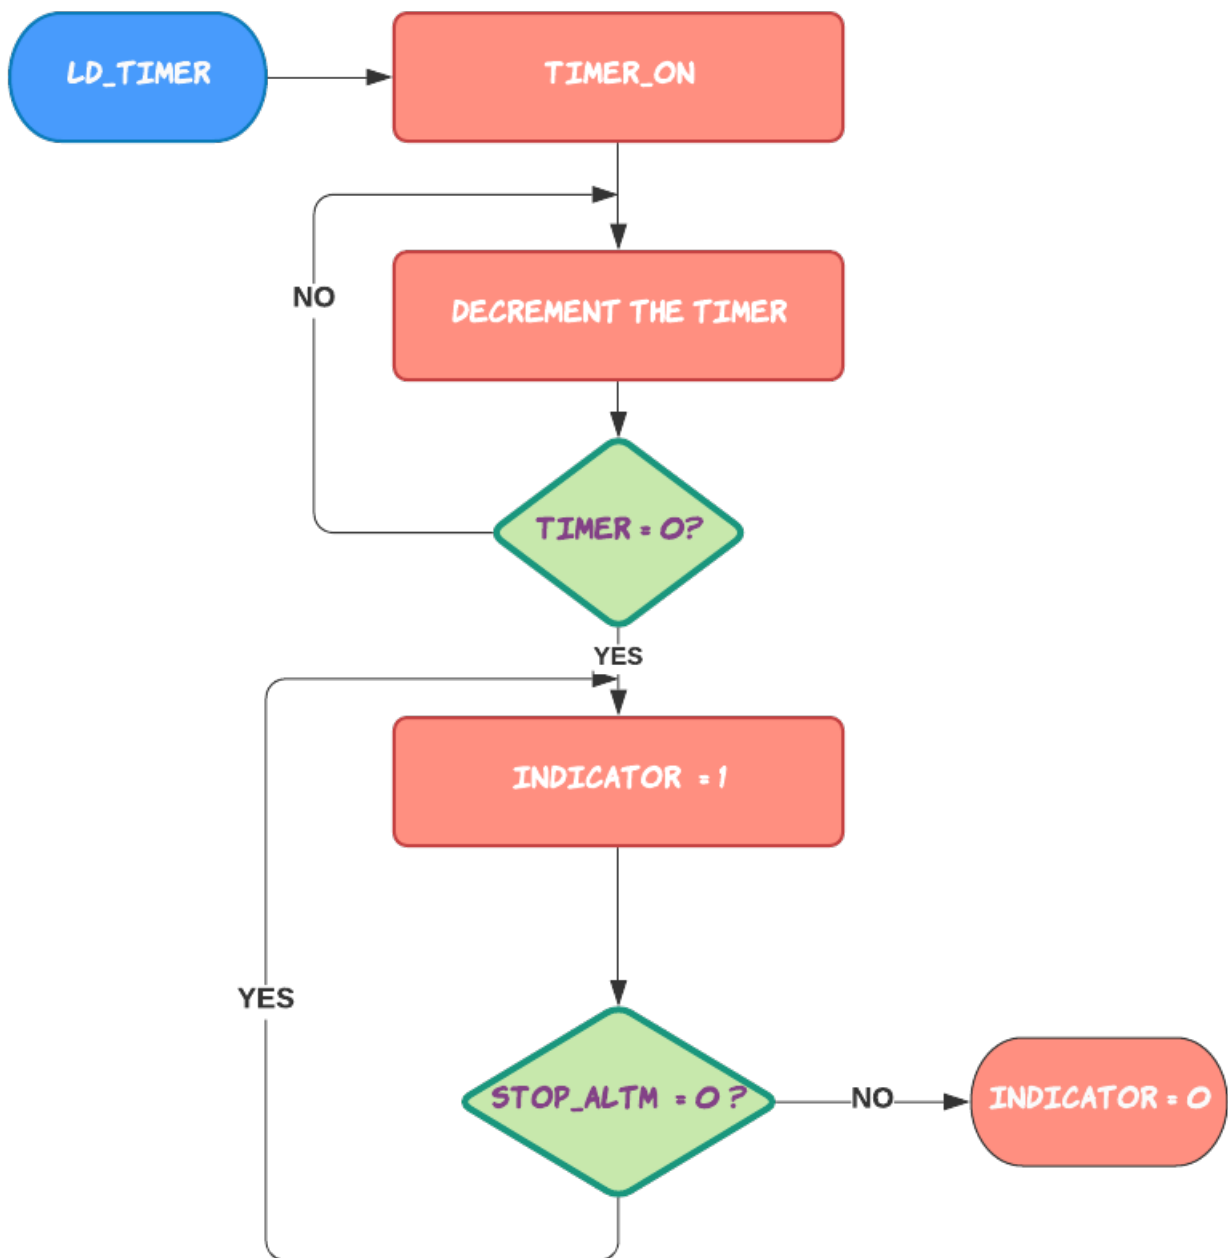 LD_TIMER
TIMER_ON
NO
DECREMENT THE TIMER
TIMER = 0?
YES
INDICATOR = 1
YES
STOP_ALTM = 0 ?
NO
INDICATOR = 0